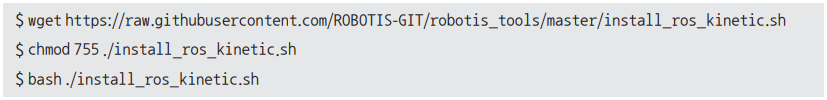 $ wget https://raw.githubusercontent.com/ROBOTIS-GIT/robotis_tools/master/install_ros_kinetic.sh
$ chmod 755 ./install_ros_kinetic.sh
$ bash ./install_ros_kinetic.sh